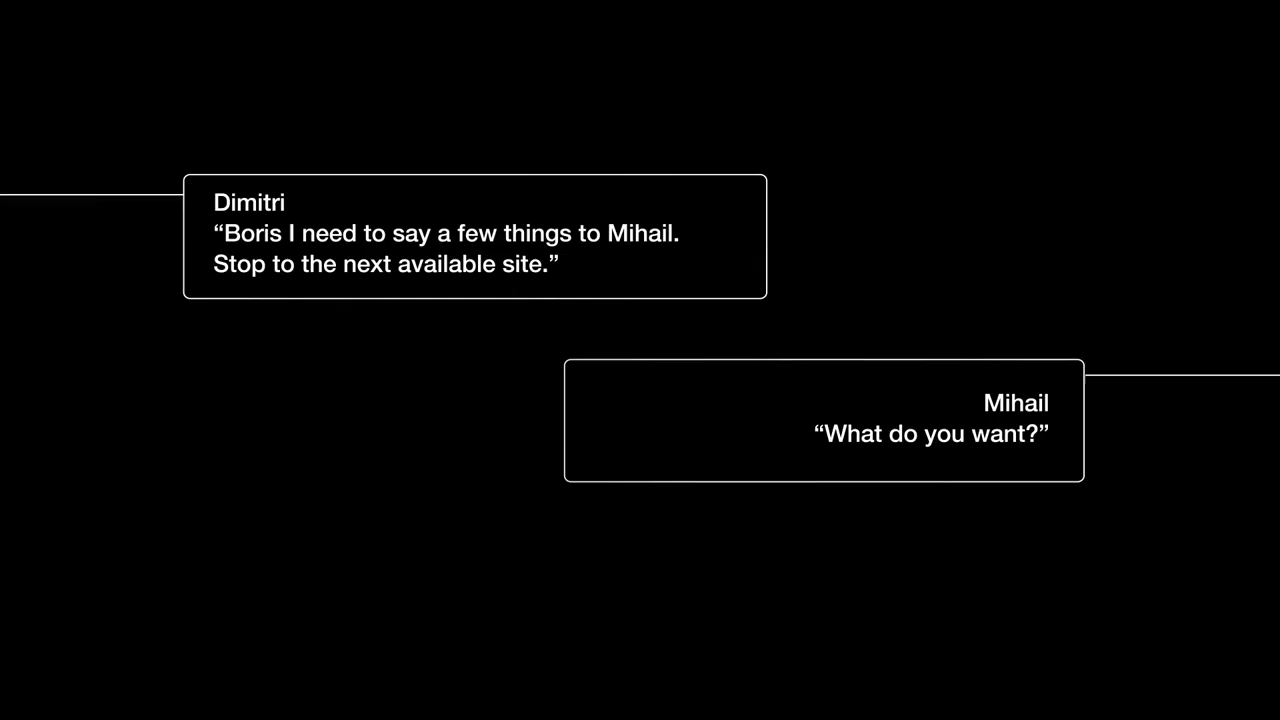 Dimitri
“Boris I need to say a few things to Mihail.
Stop to the next available site.”
Mihail
“What do you want?”